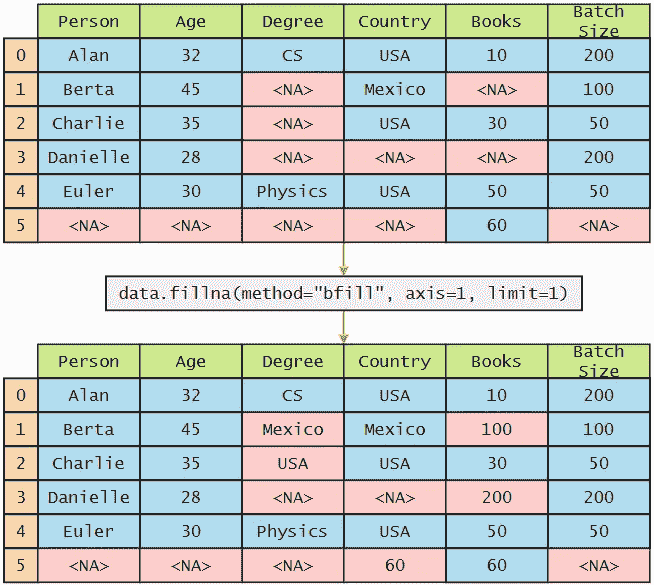 Person Age Degree Country Books Batch Size
0 Alan 32 CS USA 10 200
1 Berta 45 <NA> Mexico <NA> 100
2 Charlie 35 <NA> USA 30 50
3 Danielle 28 <NA> <NA> <NA> 200
4 Euler 30 Physics USA 50 50
5 <NA> <NA> <NA> <NA> 60 <NA>
data.fillna(method="bfill", axis=1, limit=1)
Person Age Degree Country Books Batch Size
0 Alan 32 CS USA 10 200
1 Berta 45 Mexico Mexico 100 100
2 Charlie 35 USA USA 30 50
3 Danielle 28 <NA> <NA> 200 200
4 Euler 30 Physics USA 50 50
5 <NA> <NA> <NA> 60 60 <NA>